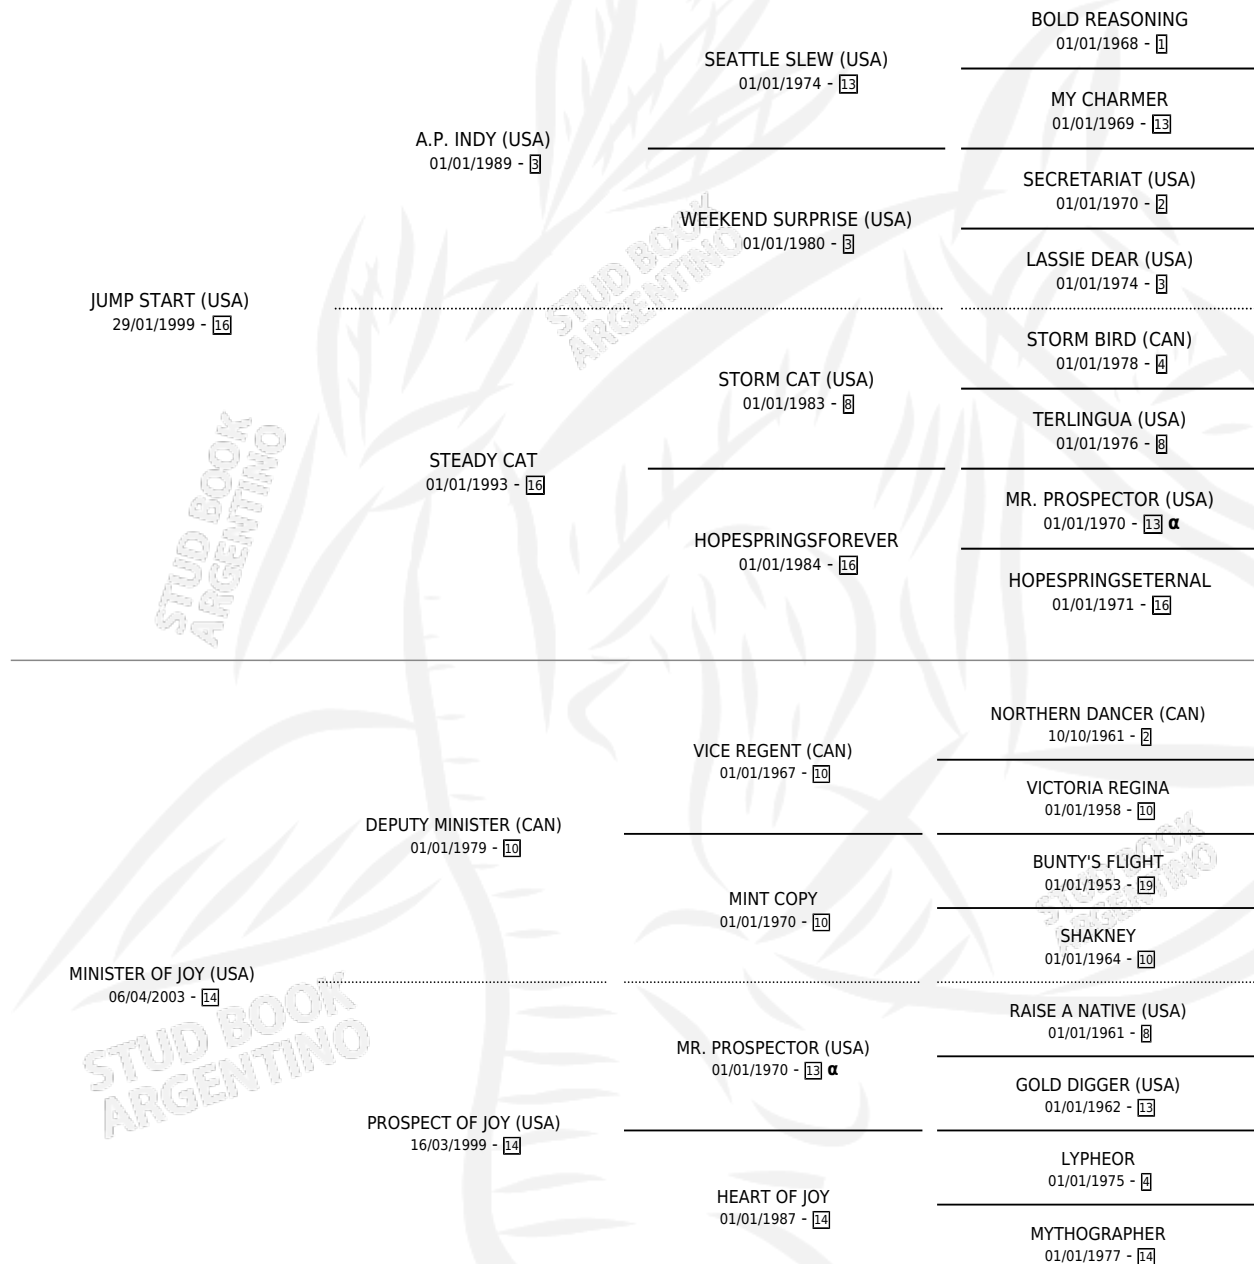 BOLD REASONING
01/01/1968 - 1
SEATTLE SLEW (USA)
01/01/1974 - 13
MY CHARMER
01/01/1969 - 13
A.P. INDY (USA)
01/01/1989 - 3
SECRETARIAT (USA)
01/01/1970 - 2
WEEKEND SURPRISE (USA)
01/01/1980 - 3
LASSIE DEAR (USA)
01/01/1974 - 3
JUMP START (USA)
29/01/1999 - 16
STUD BOOK
ARGENTINO
STORM BIRD (CAN)
01/01/1978 - 4
STORM CAT (USA)
01/01/1983 - 8
TERLINGUA (USA)
01/01/1976 - 8
STEADY CAT
01/01/1993 - 16
MR. PROSPECTOR (USA)
01/01/1970 - 13 α
HOPESPRINGSFOREVER
01/01/1984 - 16
HOPESPRINGSETERNAL
01/01/1971 - 16
STUD BOOK
ARGENTINO
NORTHERN DANCER (CAN)
10/10/1961 - 2
VICE REGENT (CAN)
01/01/1967 - 10
VICTORIA REGINA
01/01/1958 - 10
DEPUTY MINISTER (CAN)
01/01/1979 - 10
BUNTY'S FLIGHT
01/01/1953 - 19
MINT COPY
01/01/1970 - 10
SHAKNEY
01/01/1964 - 10
STUD BOOK
ARGENTINO
MINISTER OF JOY (USA)
06/04/2003 - 14
STUD BOOK
ARGENTINO
RAISE A NATIVE (USA)
01/01/1961 - 8
MR. PROSPECTOR (USA)
01/01/1970 - 13 α
GOLD DIGGER (USA)
01/01/1962 - 13
PROSPECT OF JOY (USA)
16/03/1999 - 14
LYPHEOR
01/01/1975 - 4
HEART OF JOY
01/01/1987 - 14
MYTHOGRAPHER
01/01/1977 - 14